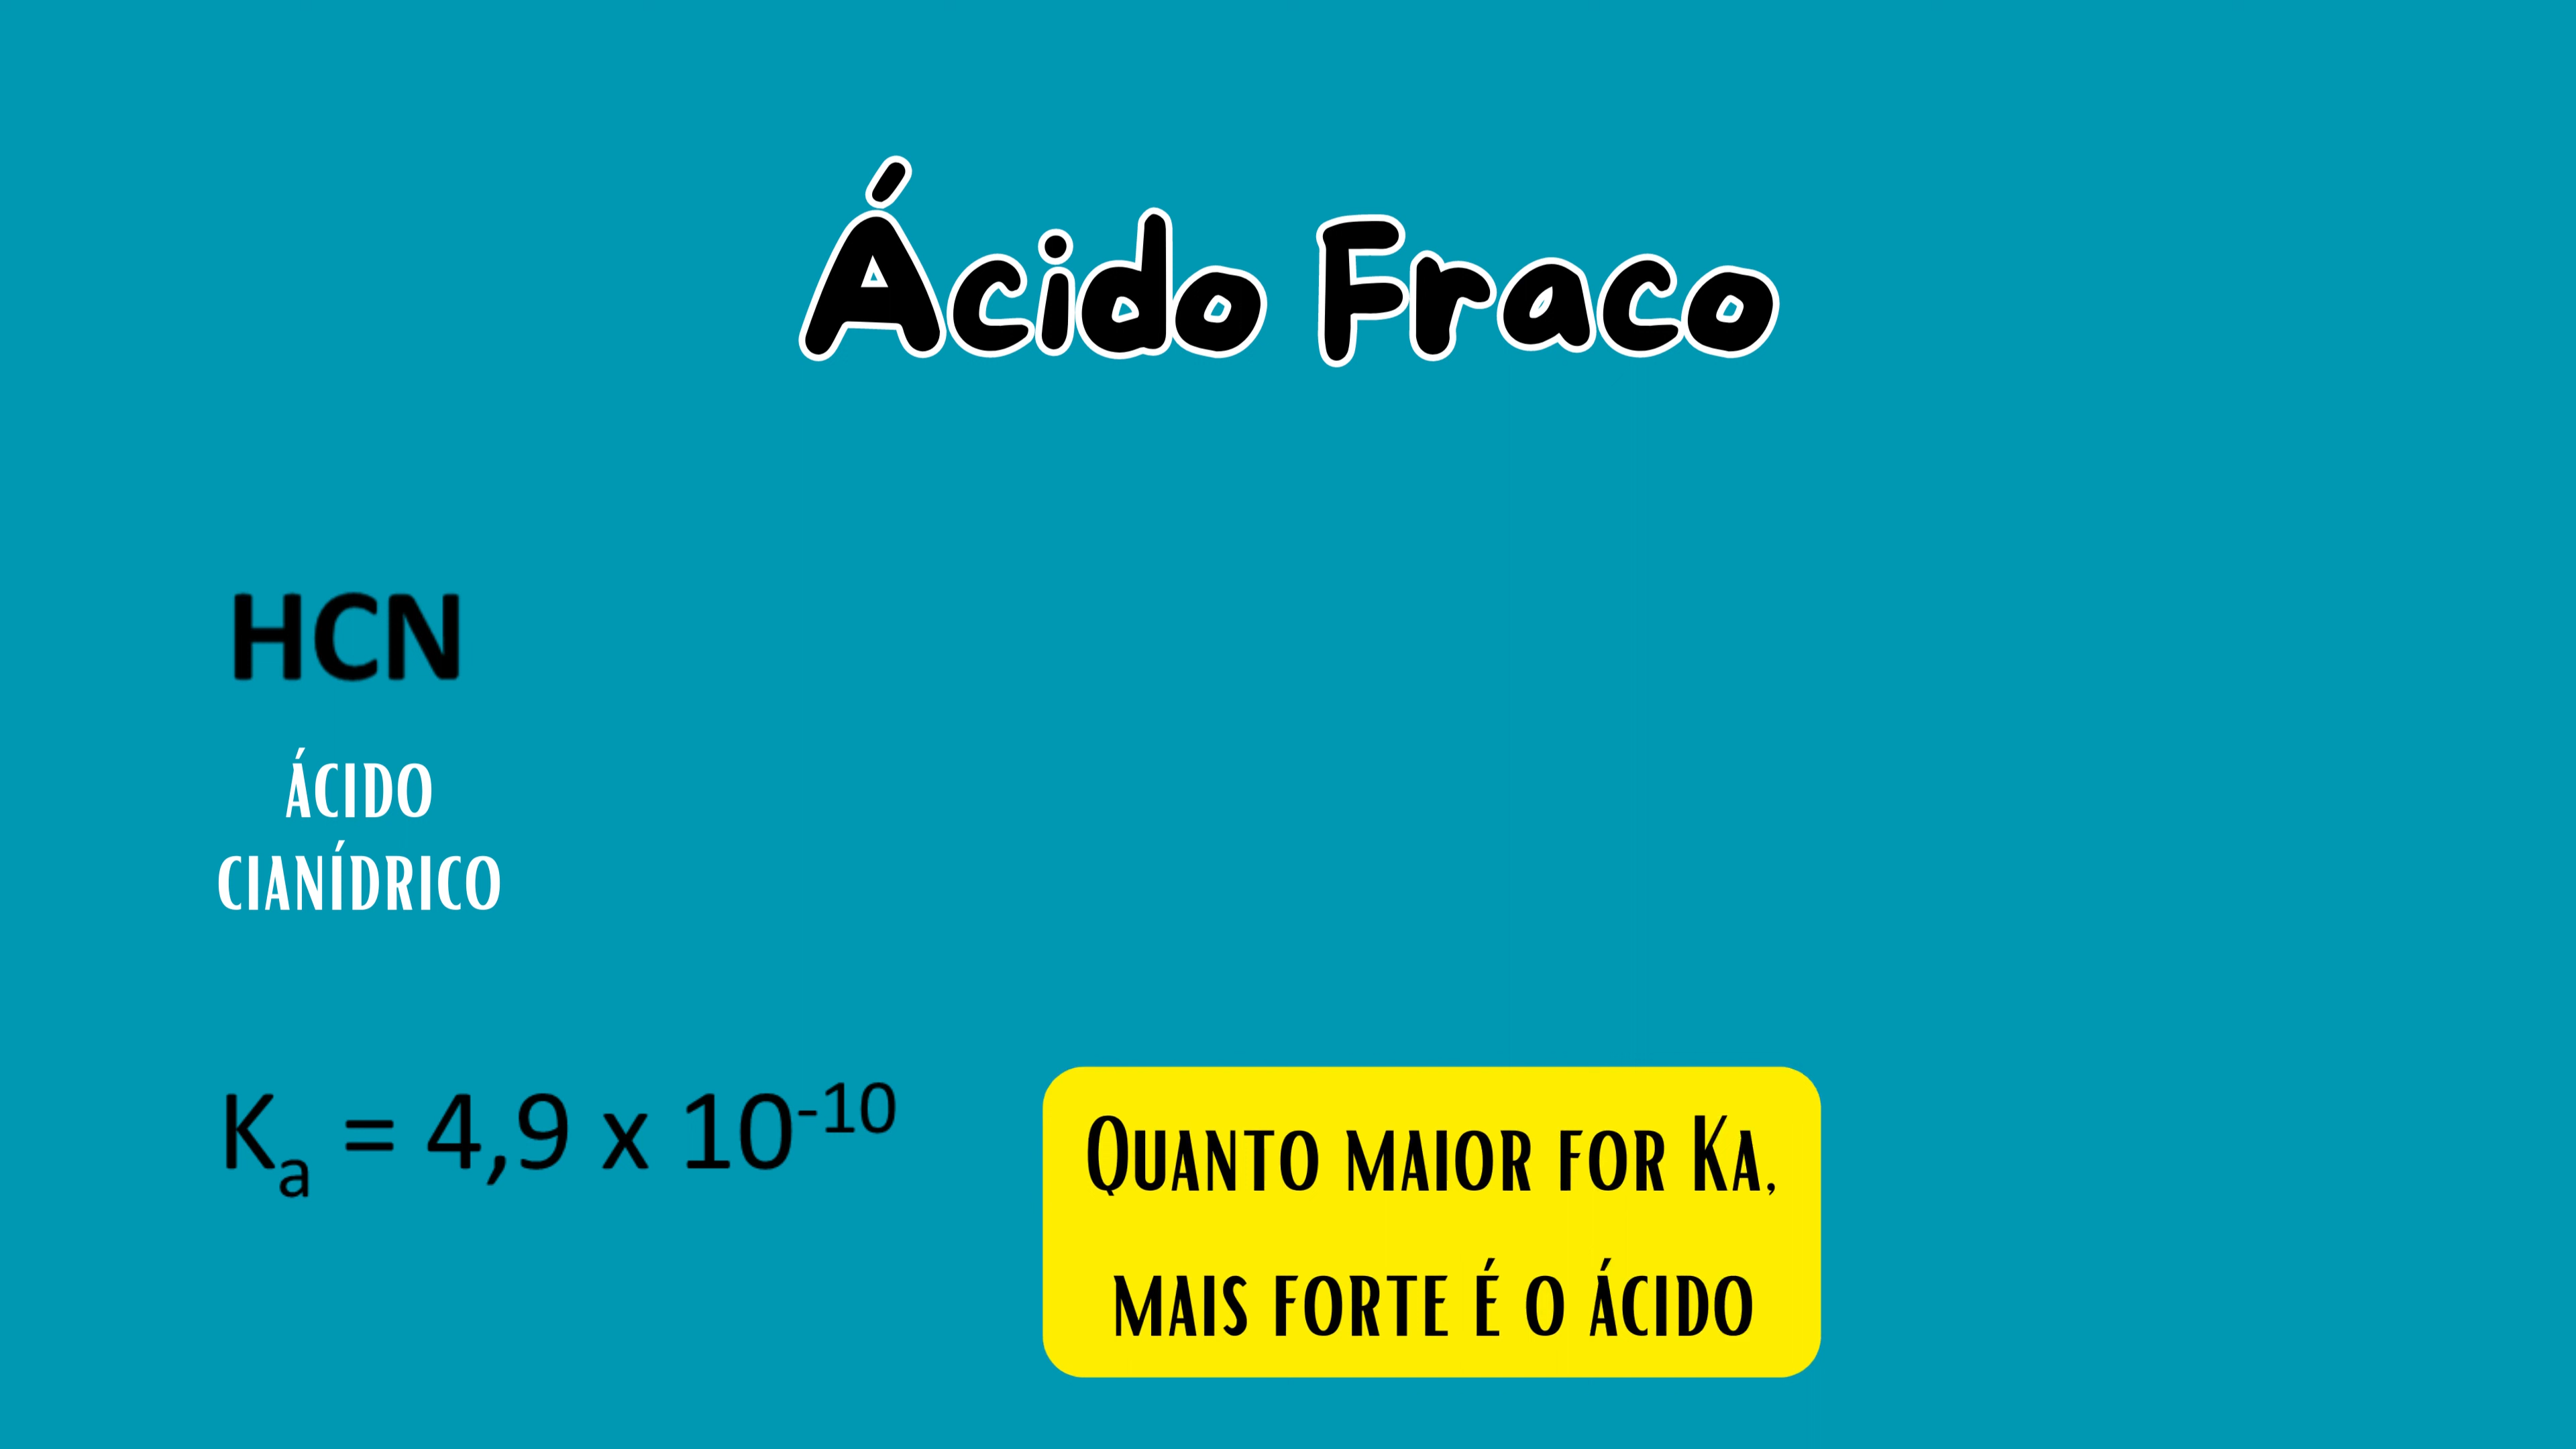 Ácido Fraco
HCN
ÁCIDO
CIANÍDRICO
Kₐ = 4,9 x 10⁻¹⁰
QUANTO MAIOR FOR KA,
MAIS FORTE É O ÁCIDO